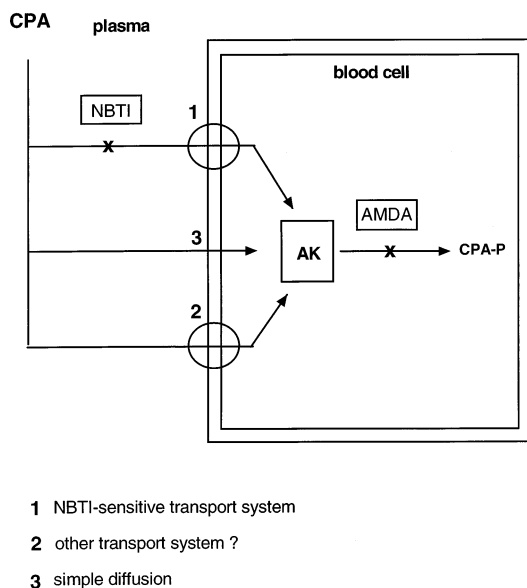 CPA
plasma
blood cell
NBTI
1
x
AMDA
3
AK
x
CPA-P
2
1 NBTI-sensitive transport system
2 other transport system ?
3 simple diffusion